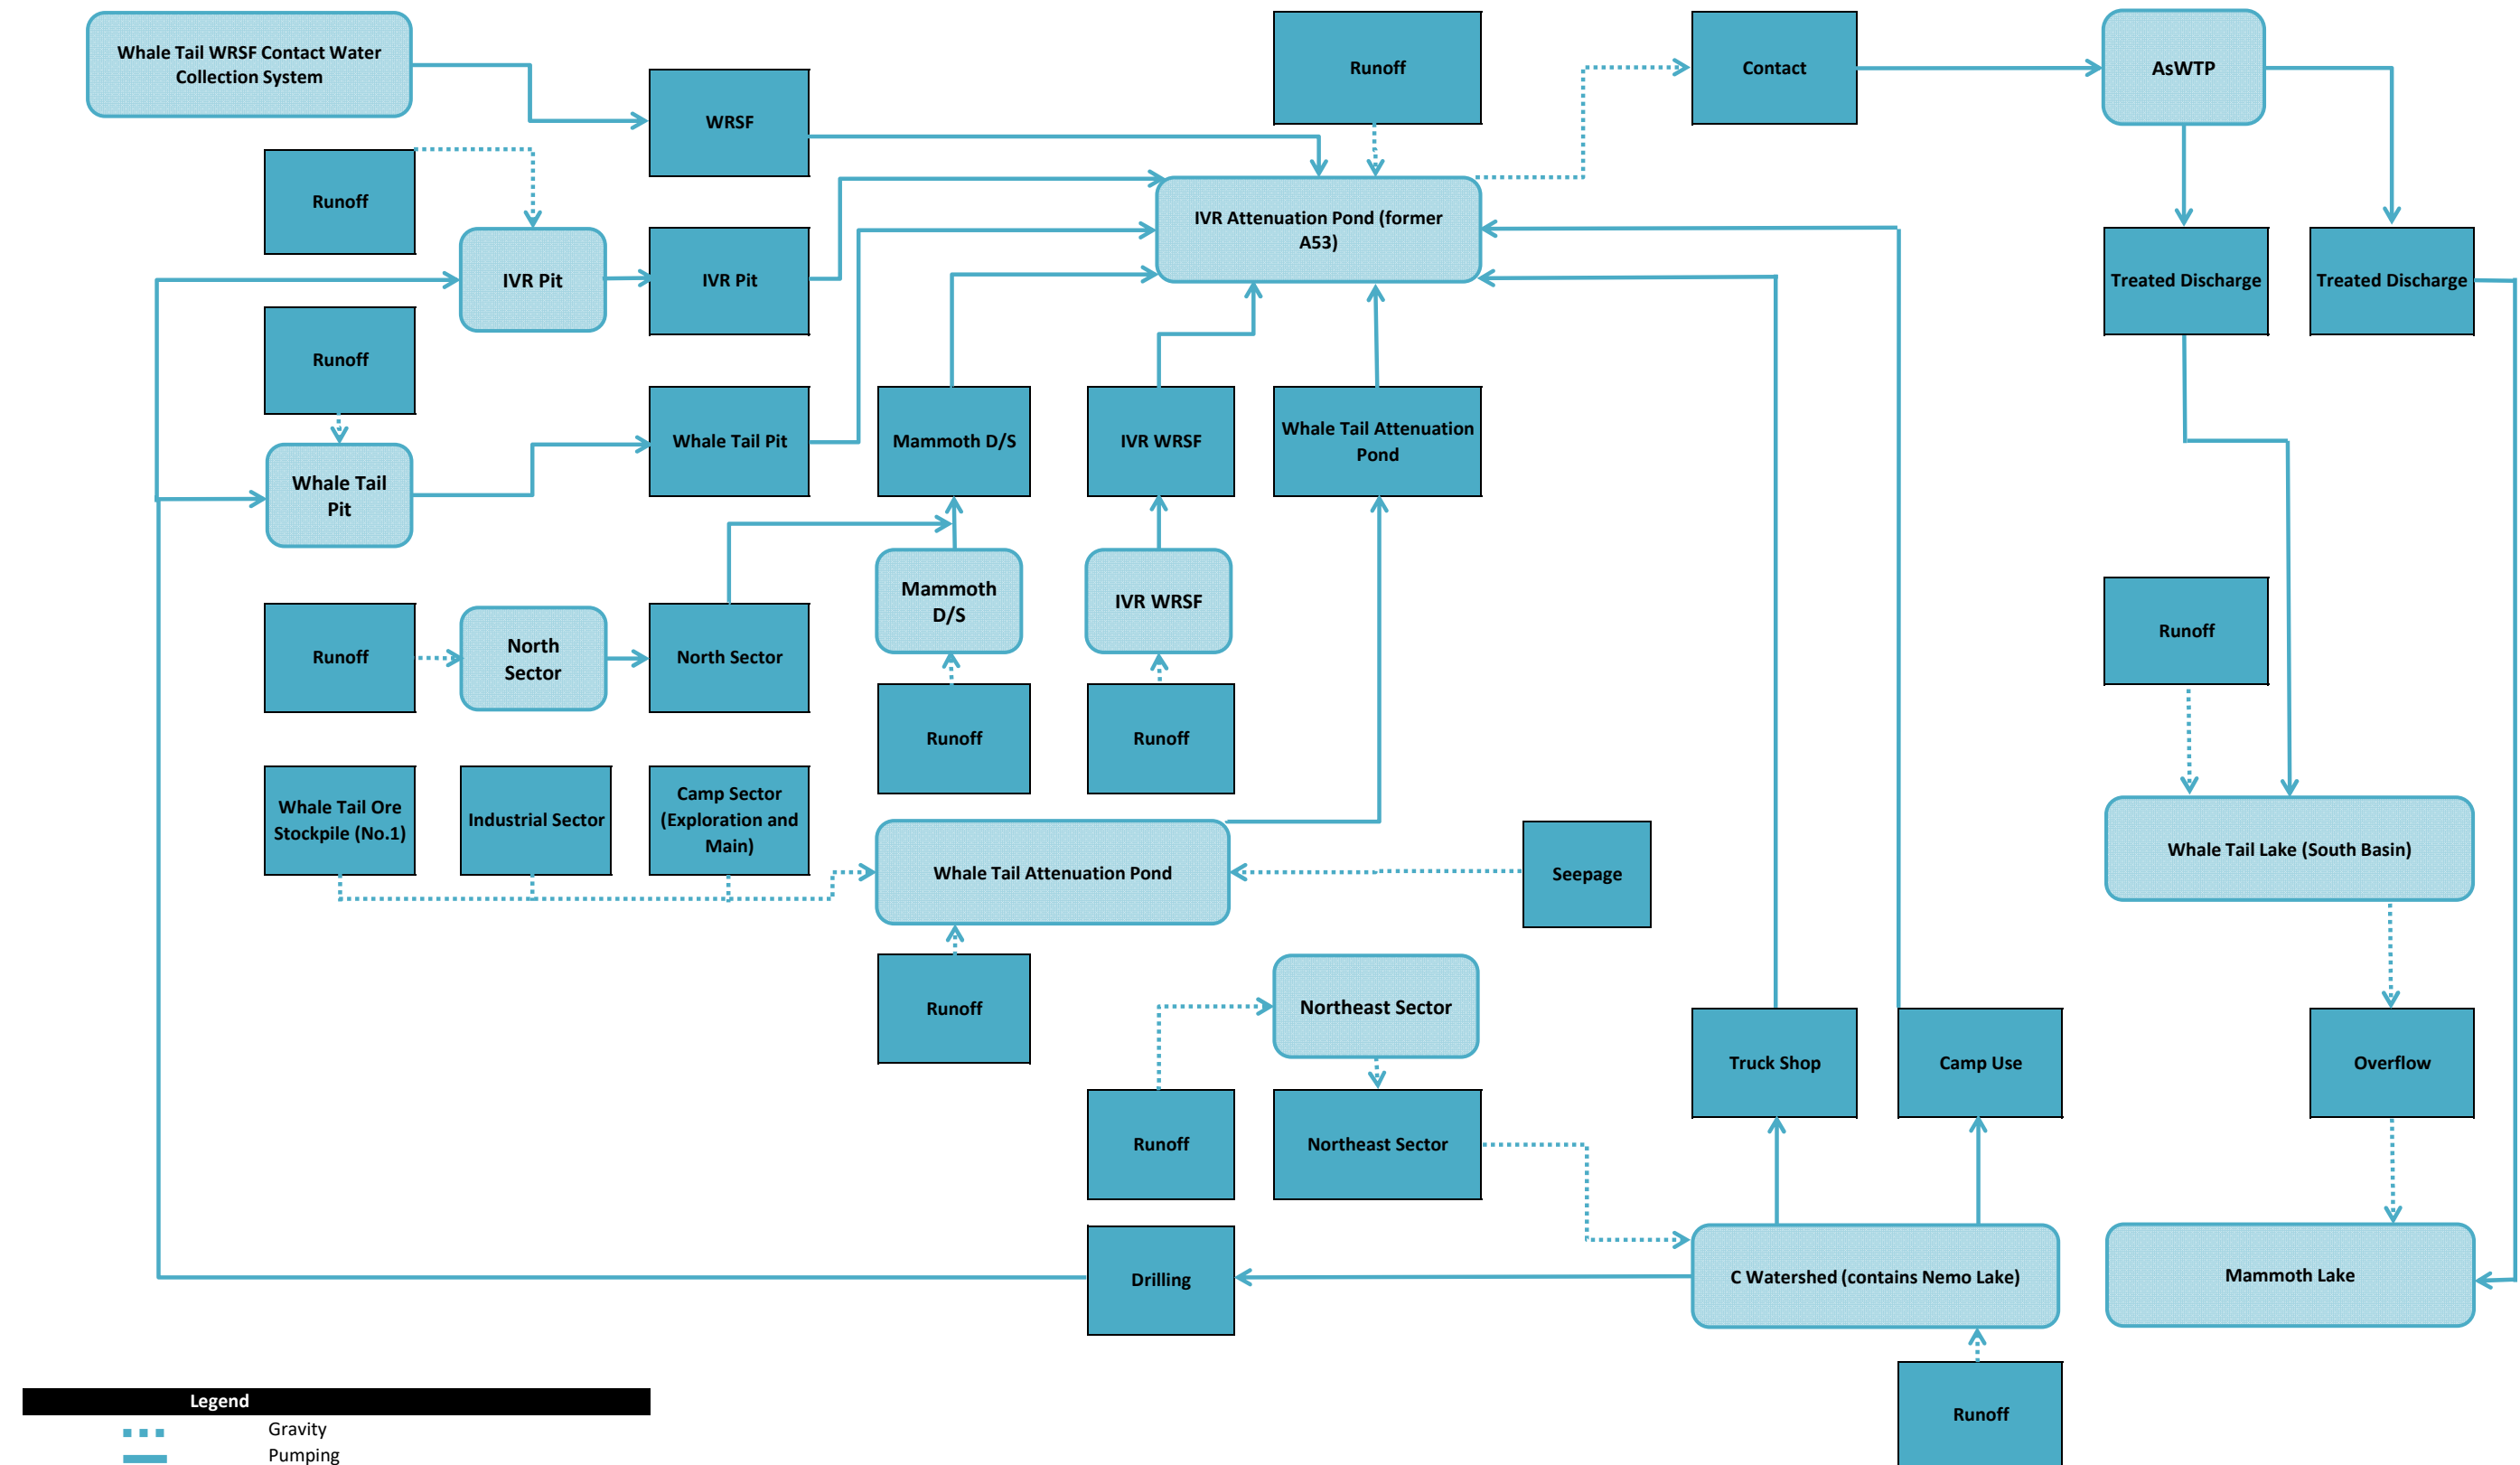 Whale Tail WRSF Contact Water
Collection System
Runoff
Contact
AsWTP
WRSF
Runoff
IVR Attenuation Pond (former
A53)
IVR Pit
IVR Pit
Treated Discharge
Treated Discharge
Runoff
Whale Tail Pit
Mammoth D/S
IVR WRSF
Whale Tail Attenuation
Pond
Whale Tail
Pit
Mammoth
D/S
IVR WRSF
Runoff
Runoff
North
Sector
North Sector
Runoff
Runoff
Whale Tail Ore
Stockpile (No.1)
Industrial Sector
Camp Sector
(Exploration and
Main)
Whale Tail Attenuation Pond
Seepage
Whale Tail Lake (South Basin)
Runoff
Northeast Sector
Truck Shop
Camp Use
Overflow
Runoff
Northeast Sector
Drilling
C Watershed (contains Nemo Lake)
Mammoth Lake
Runoff
Legend
Gravity
Pumping